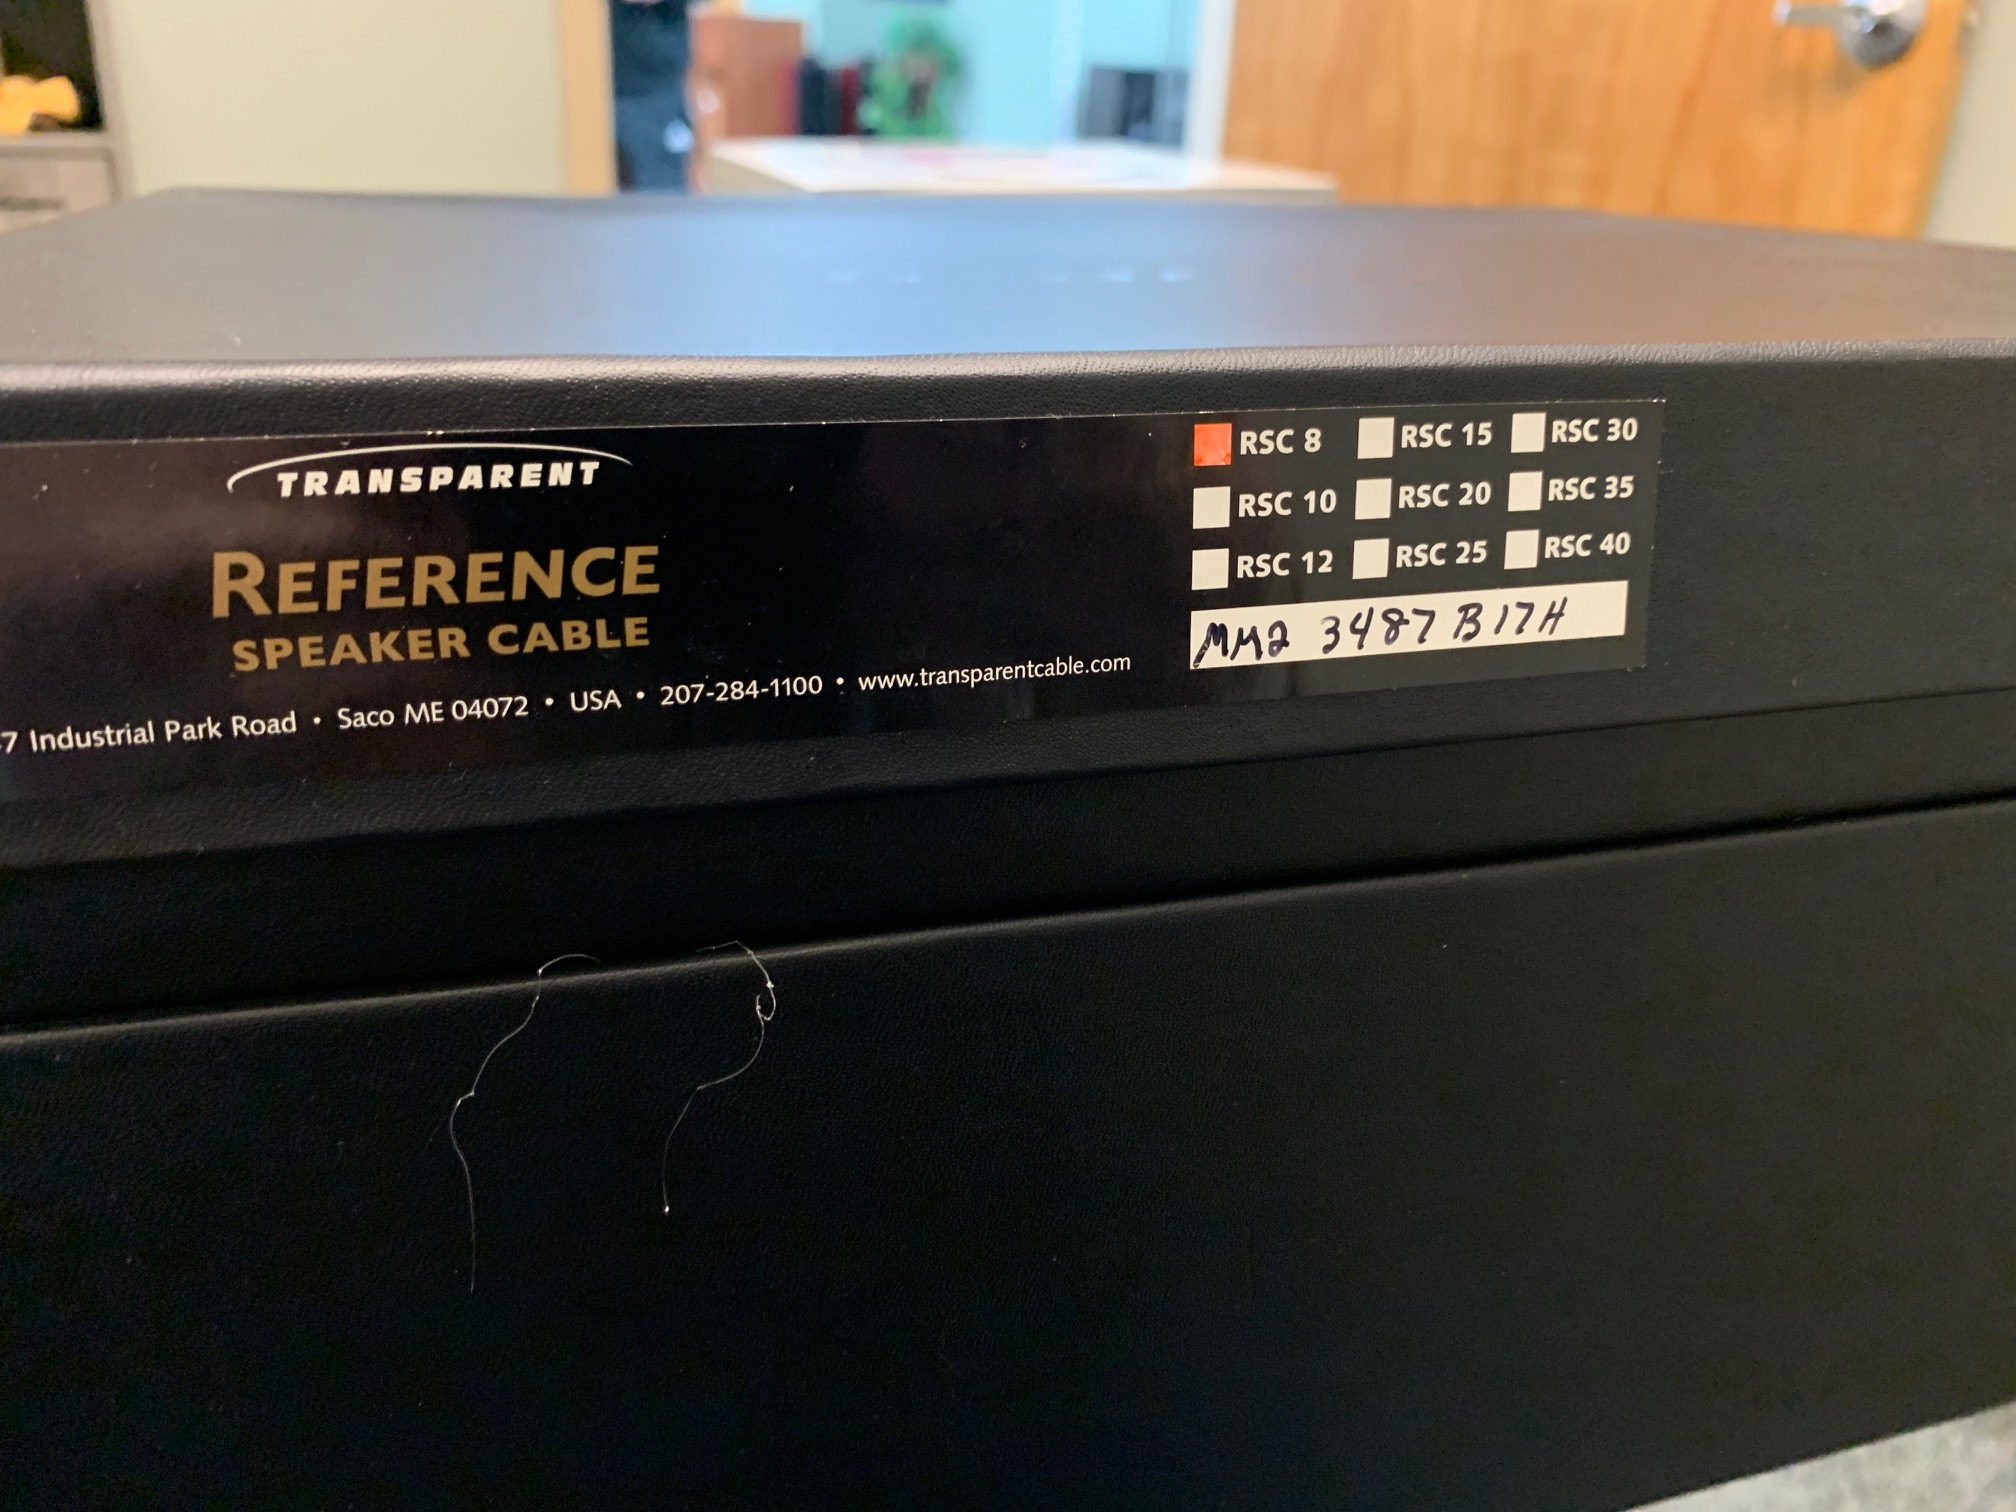 TRANSPARENT
REFERENCE
SPEAKER CABLE
7 Industrial Park Road • Saco ME 04072 • USA • 207-284-1100 • www.transparentcable.com
RSC 8 RSC 15 RSC 30
RSC 10 RSC 20 RSC 35
RSC 12 RSC 25 RSC 40
MM2 3487 B17H